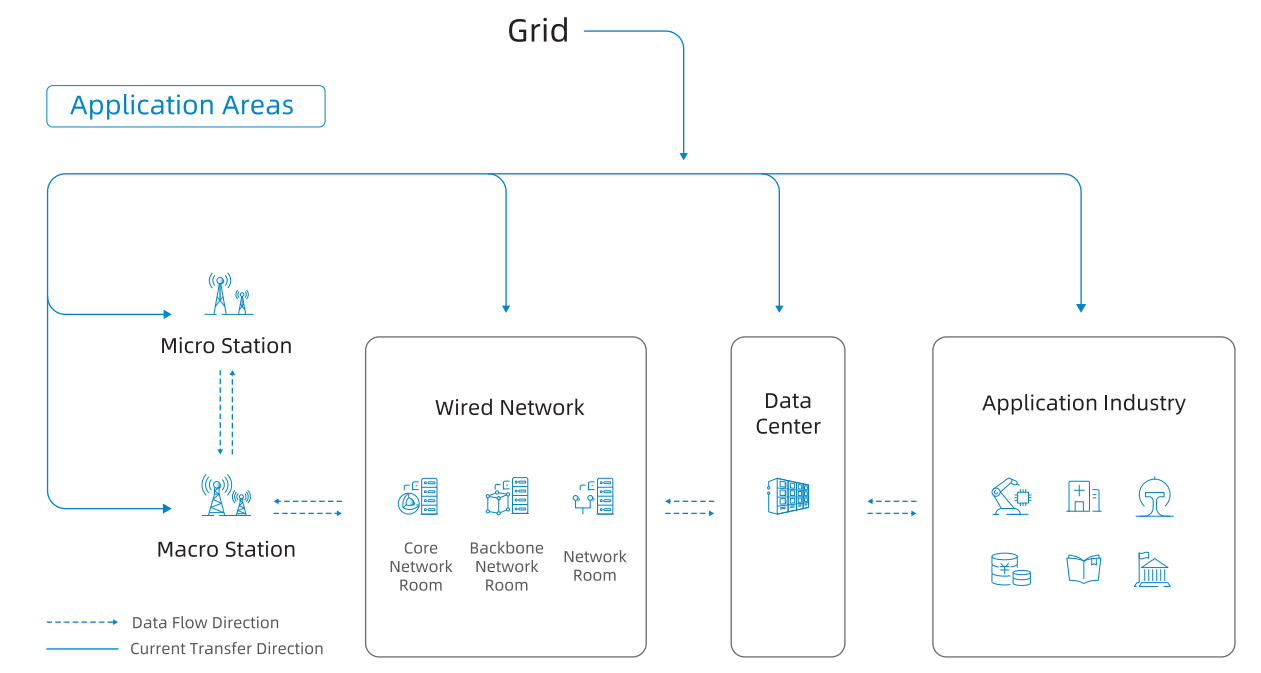 Grid
Application Areas
Micro Station
Macro Station
Wired Network
Core
Network
Room
Backbone
Network
Room
Network
Room
Data
Center
Application Industry
¥
Data Flow Direction
Current Transfer Direction